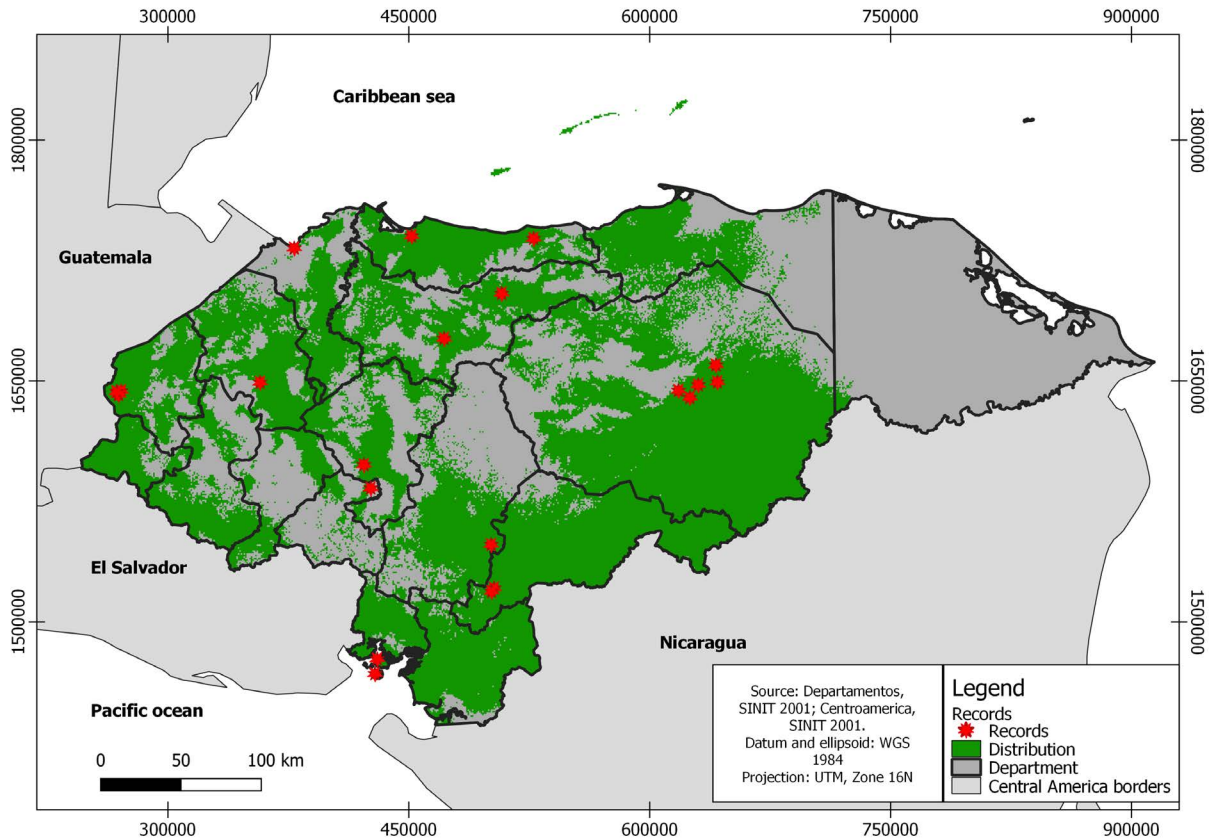 300000 450000 600000 750000 900000
Caribbean sea
1800000 1800000
Guatemala
1650000 1650000
El Salvador
1500000 1500000
Nicaragua
Pacific ocean
0 50 100 km
Source: Departamentos,
SINIT 2001; Centroamerica,
SINIT 2001.
Datum and ellipsoid: WGS
1984
Projection: UTM, Zone 16N
Legend
Records
Records
Distribution
Department
Central America borders
300000 450000 600000 750000 900000